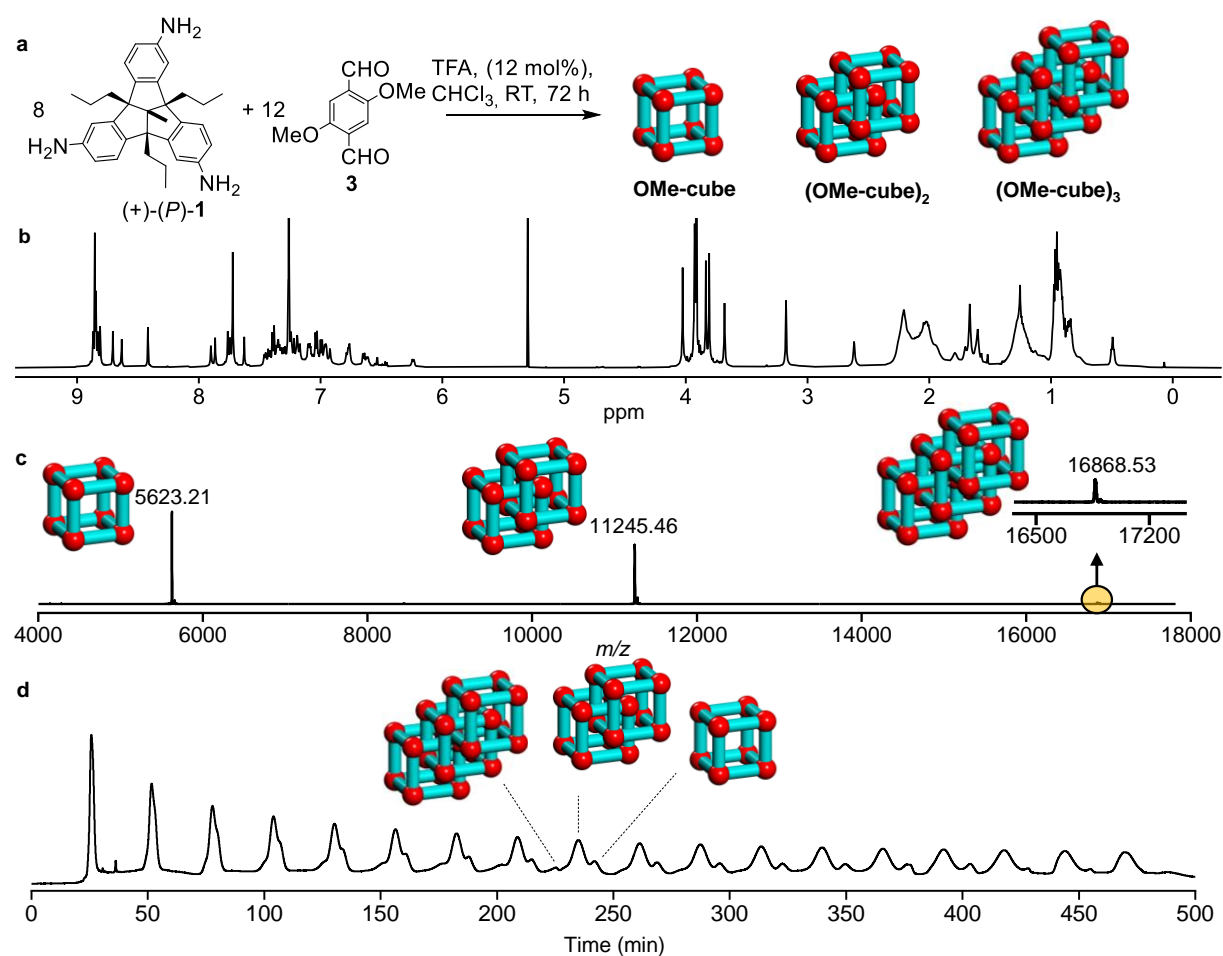 a
NH2
8
H2N
NH2
(+)-(P)-1
+ 12
CHO
OMe
MeO
CHO
3
TFA, (12 mol%),
CHCl3, RT, 72 h
OMe-cube
(OMe-cube)2
(OMe-cube)3
b
9 8 7 6 5 4 3 2 1 0
ppm
c
5623.21
11245.46
16868.53
16500 17200
4000 6000 8000 10000 12000 14000 16000 18000
m/z
d
0 50 100 150 200 250 300 350 400 450 500
Time (min)